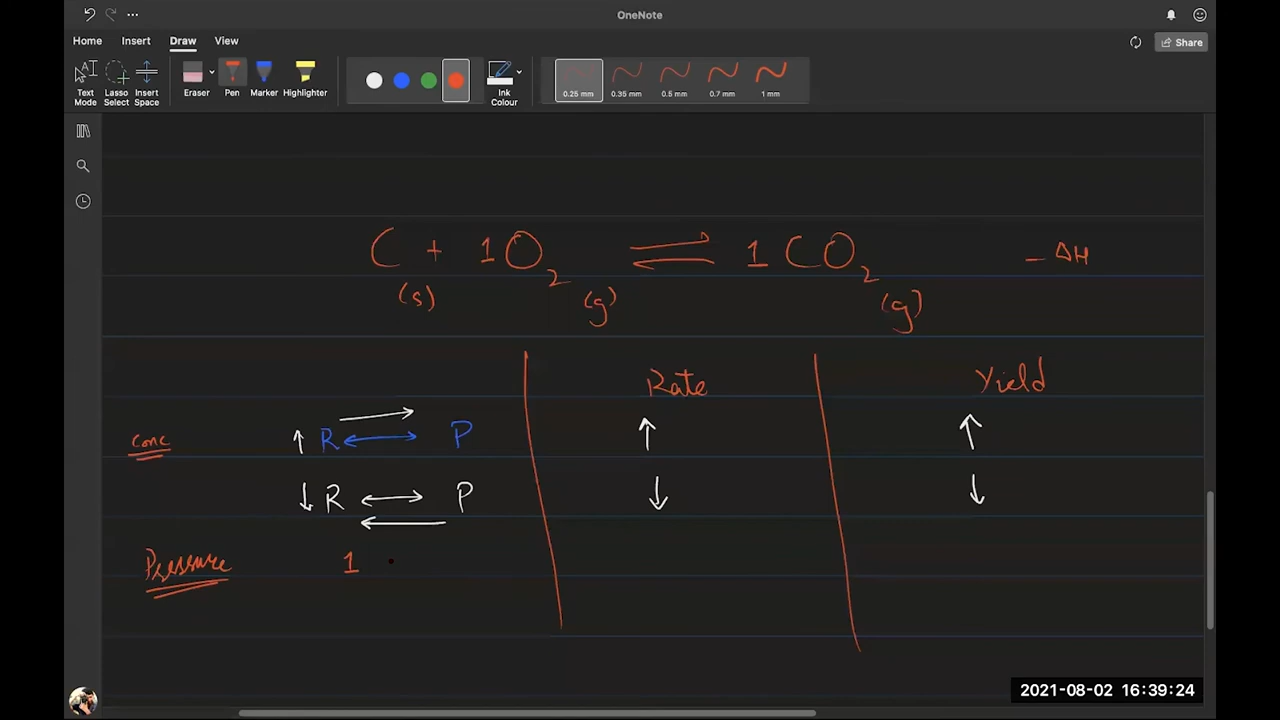 OneNote
Home Insert Draw View
Share
Text Mode
Lasso Select
Insert Space
Eraser
Pen
Marker
Highlighter
Ink Colour
0.25 mm
0.35 mm
0.5 mm
0.7 mm
1 mm
C(s) + 1O2(g) ⇌ 1CO2(g) -ΔH
Rate Yield
conc ↑R ↔ P → ↑ ↑
↓R ↔ P ← ↓ ↓
Pressure 1
2021-08-02 16:39:24